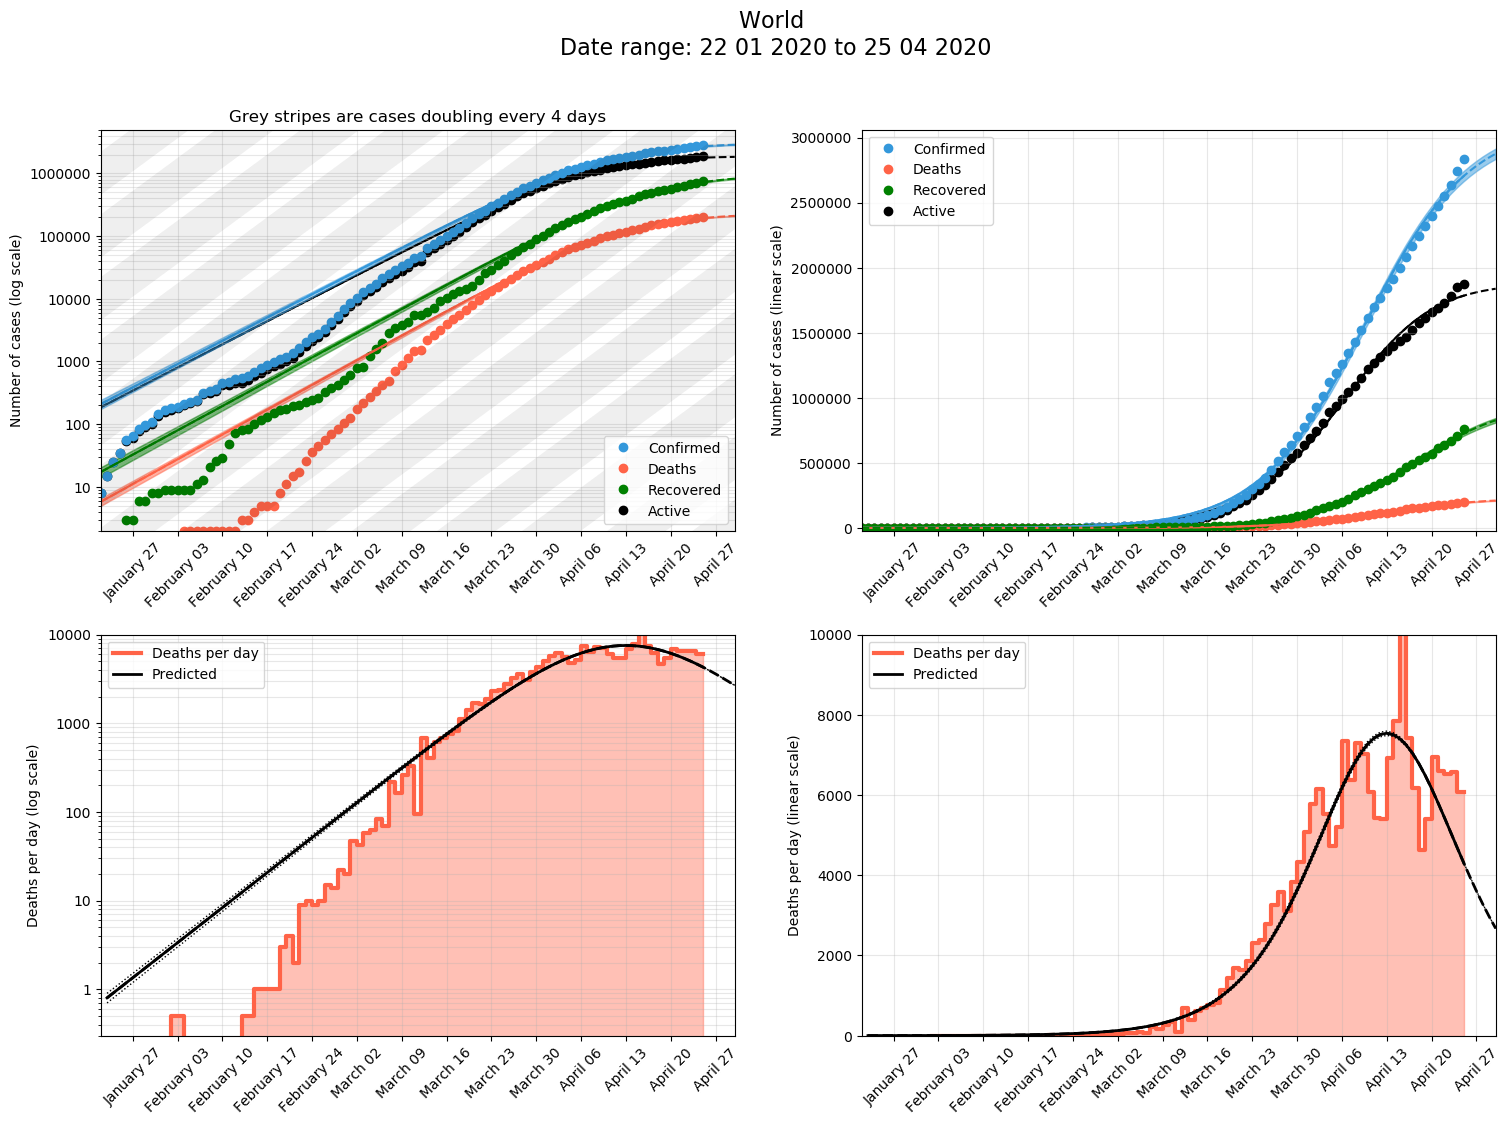 World
Date range: 22 01 2020 to 25 04 2020
Grey stripes are cases doubling every 4 days
Number of cases (log scale)
1000000
100000
10000
1000
100
10
Confirmed
Deaths
Recovered
Active
January 27
February 03
February 10
February 17
February 24
March 02
March 09
March 16
March 23
March 30
April 06
April 13
April 20
April 27
Number of cases (linear scale)
3000000
2500000
2000000
1500000
1000000
500000
0
Confirmed
Deaths
Recovered
Active
January 27
February 03
February 10
February 17
February 24
March 02
March 09
March 16
March 23
March 30
April 06
April 13
April 20
April 27
Deaths per day (log scale)
10000
1000
100
10
1
Deaths per day
Predicted
January 27
February 03
February 10
February 17
February 24
March 02
March 09
March 16
March 23
March 30
April 06
April 13
April 20
April 27
Deaths per day (linear scale)
10000
8000
6000
4000
2000
0
Deaths per day
Predicted
January 27
February 03
February 10
February 17
February 24
March 02
March 09
March 16
March 23
March 30
April 06
April 13
April 20
April 27